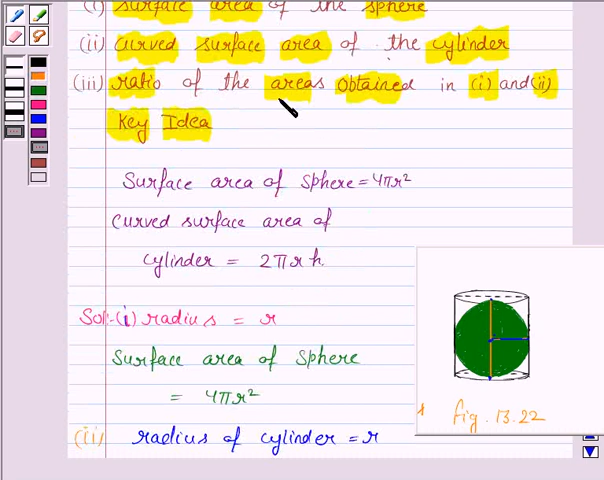 (i) surface area of the sphere
(ii) Curved surface area of the cylinder
(iii) ratio of the areas obtained in (i) and (ii)
Key Idea
Surface area of sphere = 4πr²
Curved surface area of
cylinder = 2πrh
Sol:-(i) radius = r
Surface area of sphere
= 4πr²
(ii) radius of cylinder = r
fig. 13.22